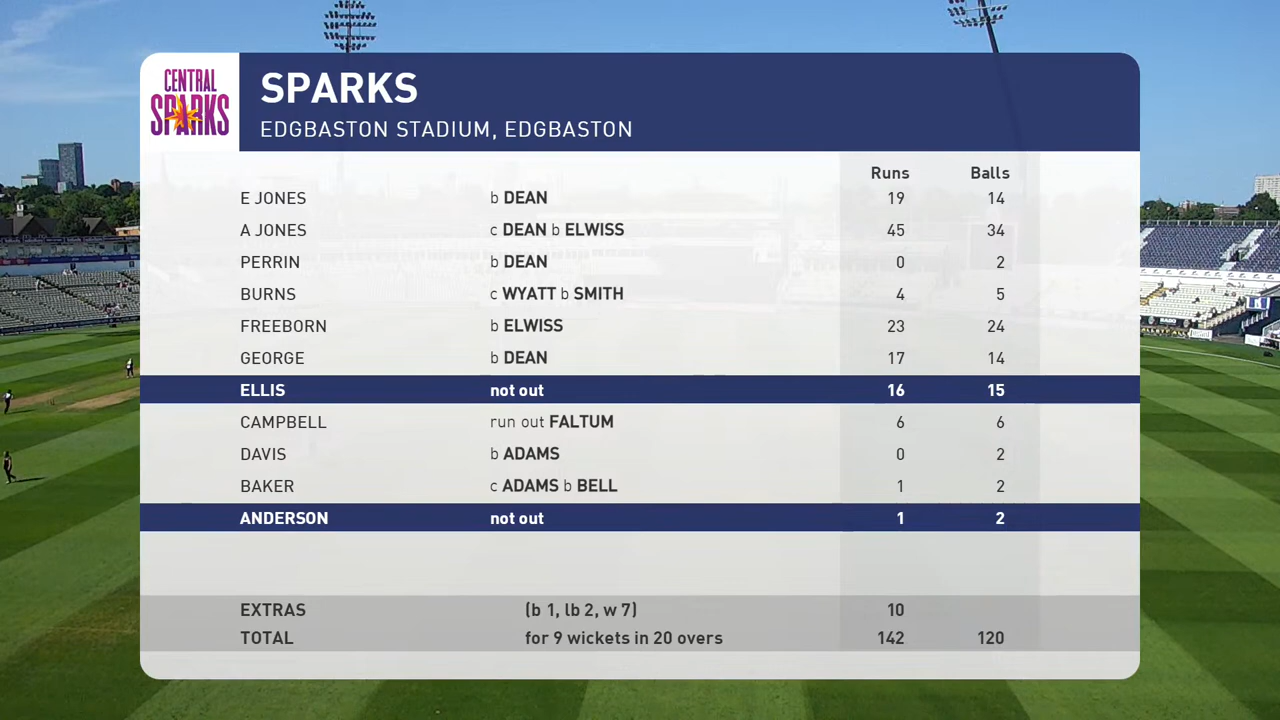 CENTRAL
SPARKS
SPARKS
EDGBASTON STADIUM, EDGBASTON
Runs Balls
E JONES b DEAN 19 14
A JONES c DEAN b ELWISS 45 34
PERRIN b DEAN 0 2
BURNS c WYATT b SMITH 4 5
FREEBORN b ELWISS 23 24
GEORGE b DEAN 17 14
ELLIS not out 16 15
CAMPBELL run out FALTUM 6 6
DAVIS b ADAMS 0 2
BAKER c ADAMS b BELL 1 2
ANDERSON not out 1 2
EXTRAS (b 1, lb 2, w 7) 10
TOTAL for 9 wickets in 20 overs 142 120